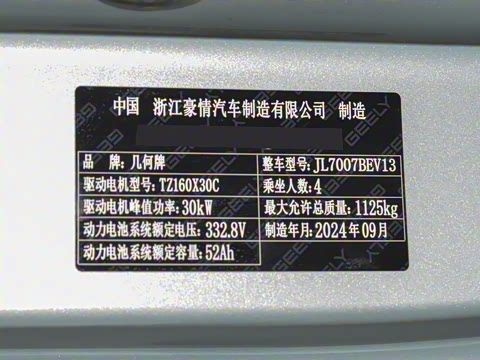 中国 浙江豪情汽车制造有限公司 制造
品 牌:几何牌 整车型号:JL7007BEV13
驱动电机型号:TZ160X30C 乘坐人数:4
驱动电机峰值功率:30kW 最大允许总质量:1125kg
动力电池系统额定电压:332.8V 制造年月:2024年09月
动力电池系统额定容量:52Ah
GEELY